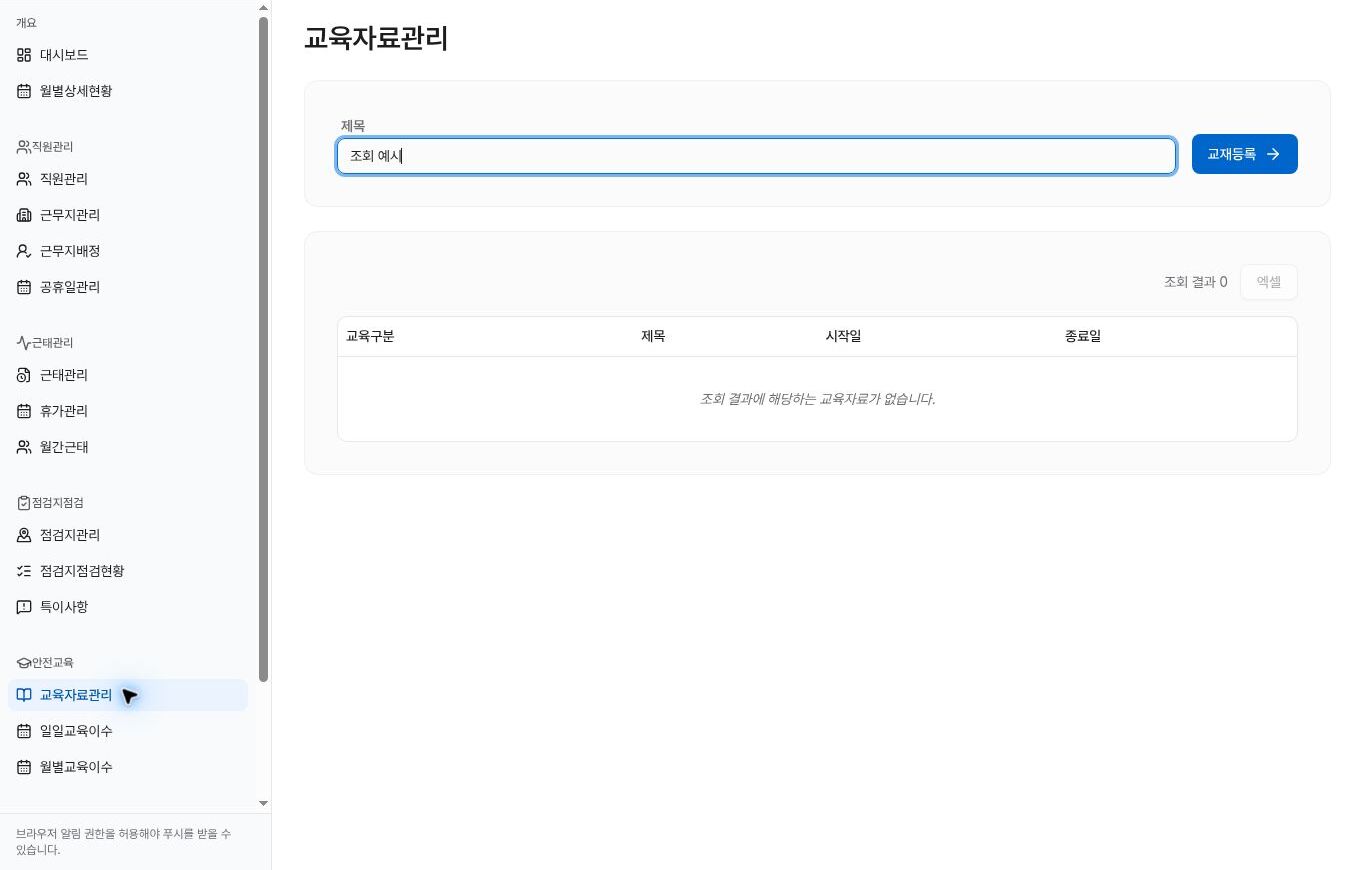 개요
대시보드
월별상세현황
직원관리
직원관리
근무지관리
근무지배정
공휴일관리
근태관리
근태관리
휴가관리
월간근태
점검지점검
점검지관리
점검지점검현황
특이사항
안전교육
교육자료관리
일일교육이수
월별교육이수
브라우저 알림 권한을 허용해야 푸시를 받을 수
있습니다.
교육자료관리
제목
조회 예시
교재등록
조회 결과 0
엑셀
교육구분 제목 시작일 종료일
조회 결과에 해당하는 교육자료가 없습니다.